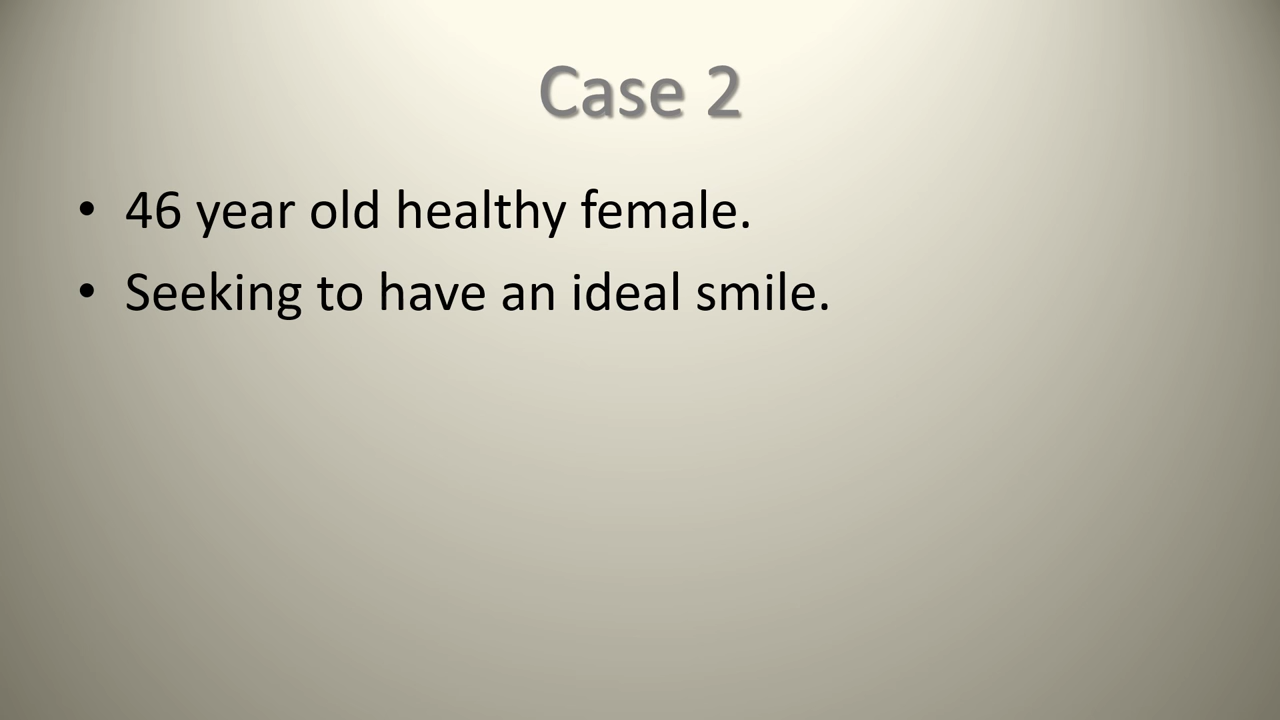 Case 2
• 46 year old healthy female.
• Seeking to have an ideal smile.